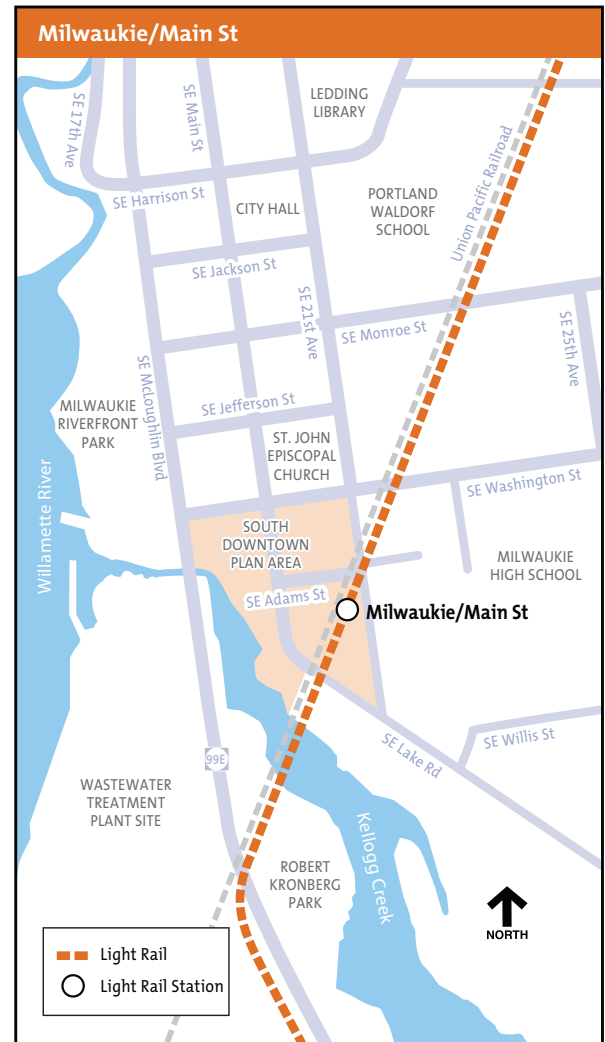 Milwaukie/Main St
LEDDING
LIBRARY
SE 17th Ave
SE Main St
Union Pacific Railroad
SE Harrison St
CITY HALL
PORTLAND
WALDORF
SCHOOL
SE Jackson St
SE 21st Ave
SE Monroe St
SE 25th Ave
SE McLoughlin Blvd
SE Jefferson St
MILWAUKIE
RIVERFRONT
PARK
ST. JOHN
EPISCOPAL
CHURCH
Willamette River
SE Washington St
SOUTH
DOWNTOWN
PLAN AREA
MILWAUKIE
HIGH SCHOOL
SE Adams St
Milwaukie/Main St
SE Lake Rd
SE Willis St
99E
WASTEWATER
TREATMENT
PLANT SITE
Kellogg Creek
ROBERT
KRONBERG
PARK
NORTH
Light Rail
Light Rail Station